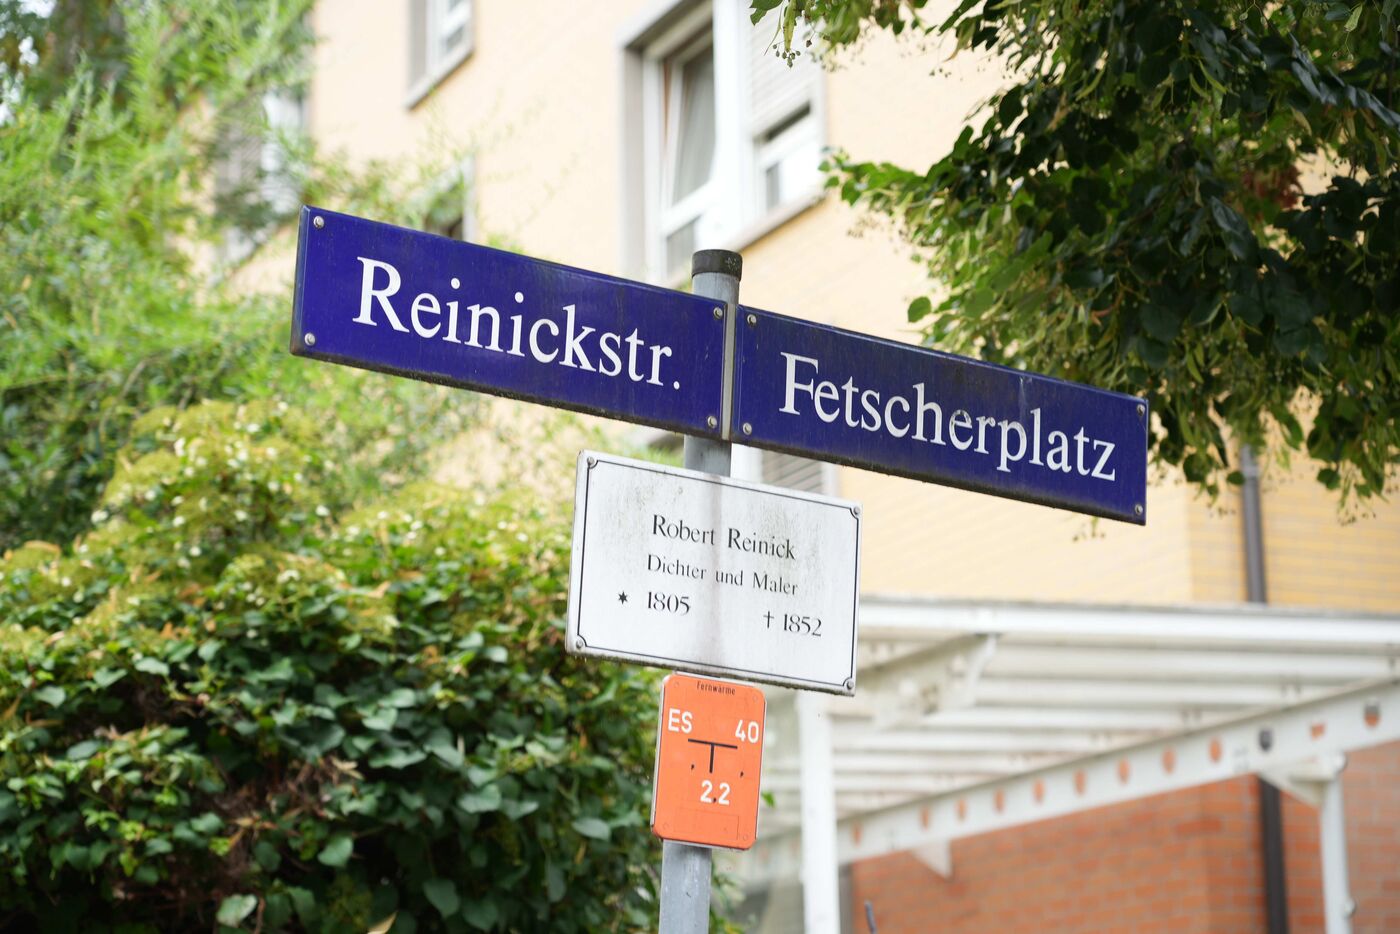 Reinickstr.
Fetscherplatz
Robert Reinick
Dichter und Maler
* 1805
† 1852
Fernwärme
ES 40
2.2